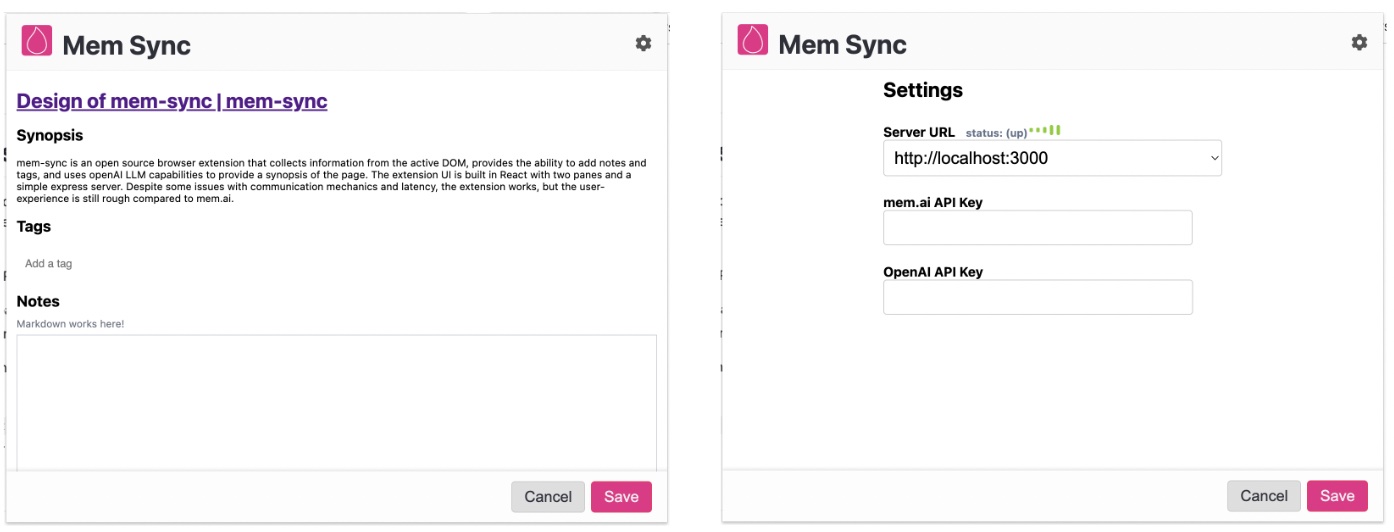 Mem Sync
Design of mem-sync | mem-sync
Synopsis
mem-sync is an open source browser extension that collects information from the active DOM, provides the ability to add notes and
tags, and uses openAI LLM capabilities to provide a synopsis of the page. The extension UI is built in React with two panes and a
simple express server. Despite some issues with communication mechanics and latency, the extension works, but the user-
experience is still rough compared to mem.ai.
Tags
Add a tag
Notes
Markdown works here!
Cancel Save
Mem Sync
Settings
Server URL status: (up)
http://localhost:3000
mem.ai API Key
OpenAI API Key
Cancel Save